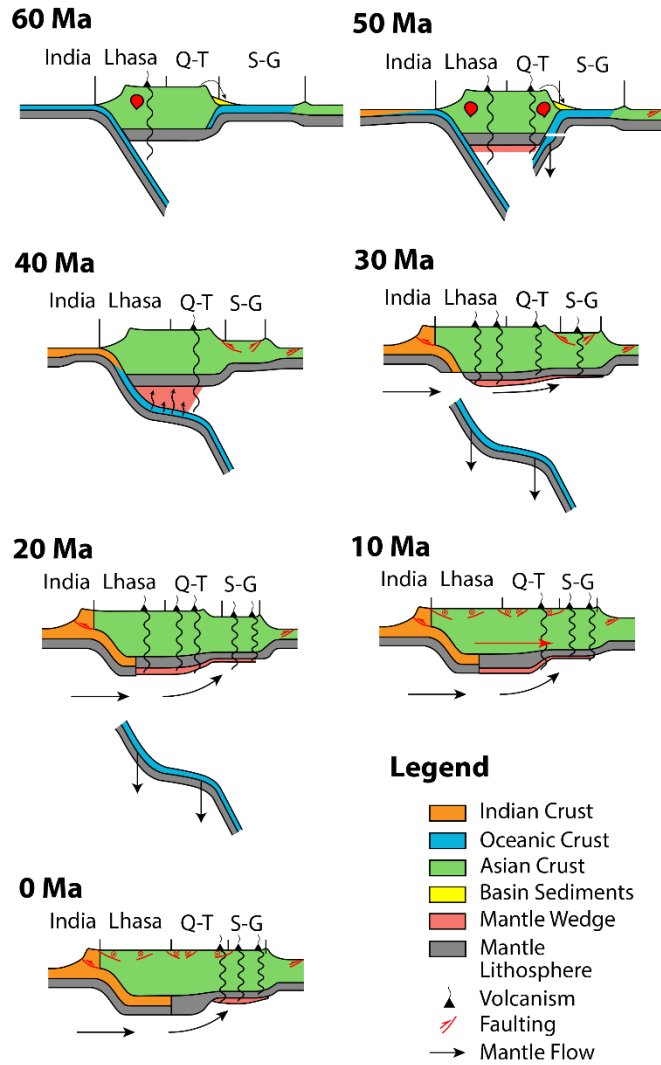 60 Ma
India Lhasa Q-T S-G
50 Ma
India Lhasa Q-T S-G
40 Ma
India Lhasa Q-T S-G
30 Ma
India Lhasa Q-T S-G
20 Ma
India Lhasa Q-T S-G
10 Ma
India Lhasa Q-T S-G
0 Ma
India Lhasa Q-T S-G
Legend
Indian Crust
Oceanic Crust
Asian Crust
Basin Sediments
Mantle Wedge
Mantle
Lithosphere
Volcanism
Faulting
Mantle Flow